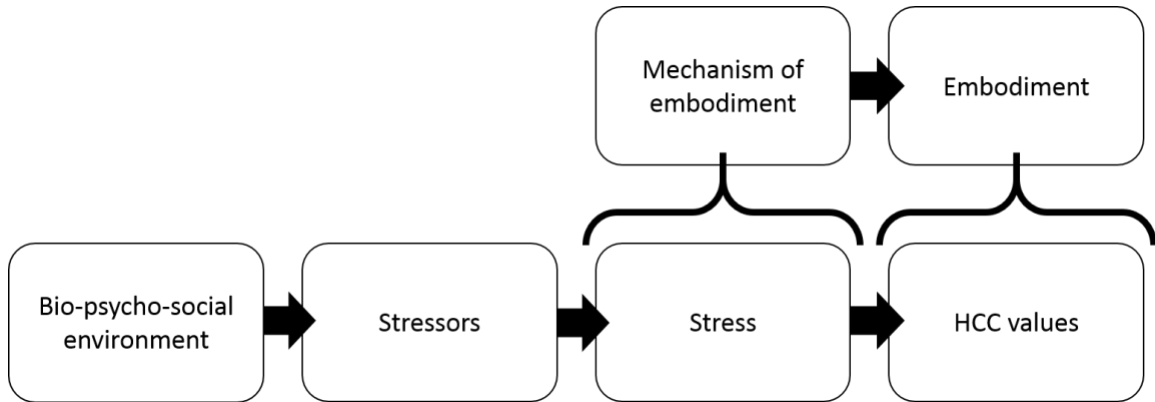 Mechanism of
embodiment
Embodiment
Bio-psycho-social
environment
Stressors
Stress
HCC values